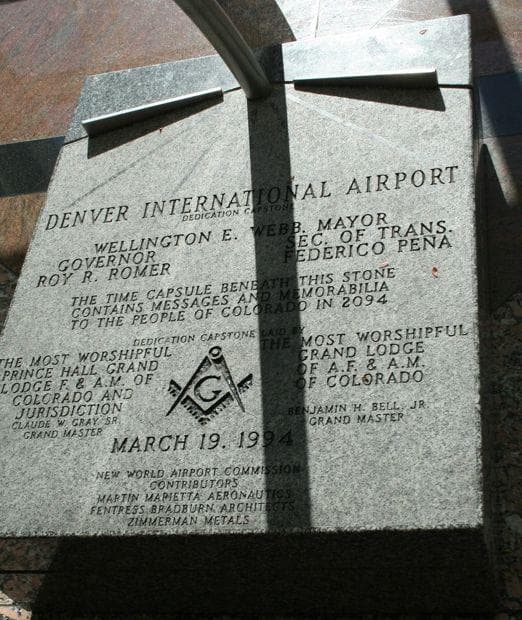 DENVER INTERNATIONAL AIRPORT
DEDICATION CAPSTONE
WELLINGTON E. WEBB, MAYOR
GOVERNOR
ROY R. ROMER
SEC. OF TRANS.
FEDERICO PEÑA
THE TIME CAPSULE BENEATH THIS STONE
CONTAINS MESSAGES AND MEMORABILIA
TO THE PEOPLE OF COLORADO IN 2094
DEDICATION CAPSTONE LAID BY
THE MOST WORSHIPFUL
PRINCE HALL GRAND
LODGE F. & A.M. OF
COLORADO AND
JURISDICTION
CLAUDE W. GRAY, SR
GRAND MASTER
G
THE MOST WORSHIPFUL
GRAND LODGE
OF A.F. & A.M.
OF COLORADO
BENJAMIN H. BELL, JR
GRAND MASTER
MARCH 19, 1994
NEW WORLD AIRPORT COMMISSION
CONTRIBUTORS
MARTIN MARIETTA AERONAUTICS
FENTRESS BRADBURN ARCHITECTS
ZIMMERMAN METALS